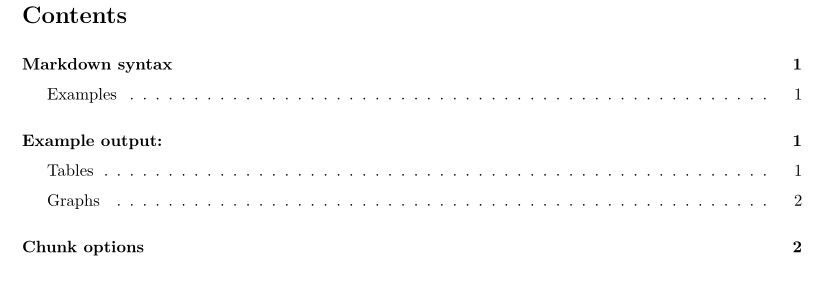 Contents
Markdown syntax 1
Examples . . . . . . . . . . . . . . . . . . . . . . . . . . . . . . . . . . . . . . . . . . . . . . . . . . 1
Example output: 1
Tables . . . . . . . . . . . . . . . . . . . . . . . . . . . . . . . . . . . . . . . . . . . . . . . . . . . . 1
Graphs . . . . . . . . . . . . . . . . . . . . . . . . . . . . . . . . . . . . . . . . . . . . . . . . . . . 2
Chunk options 2